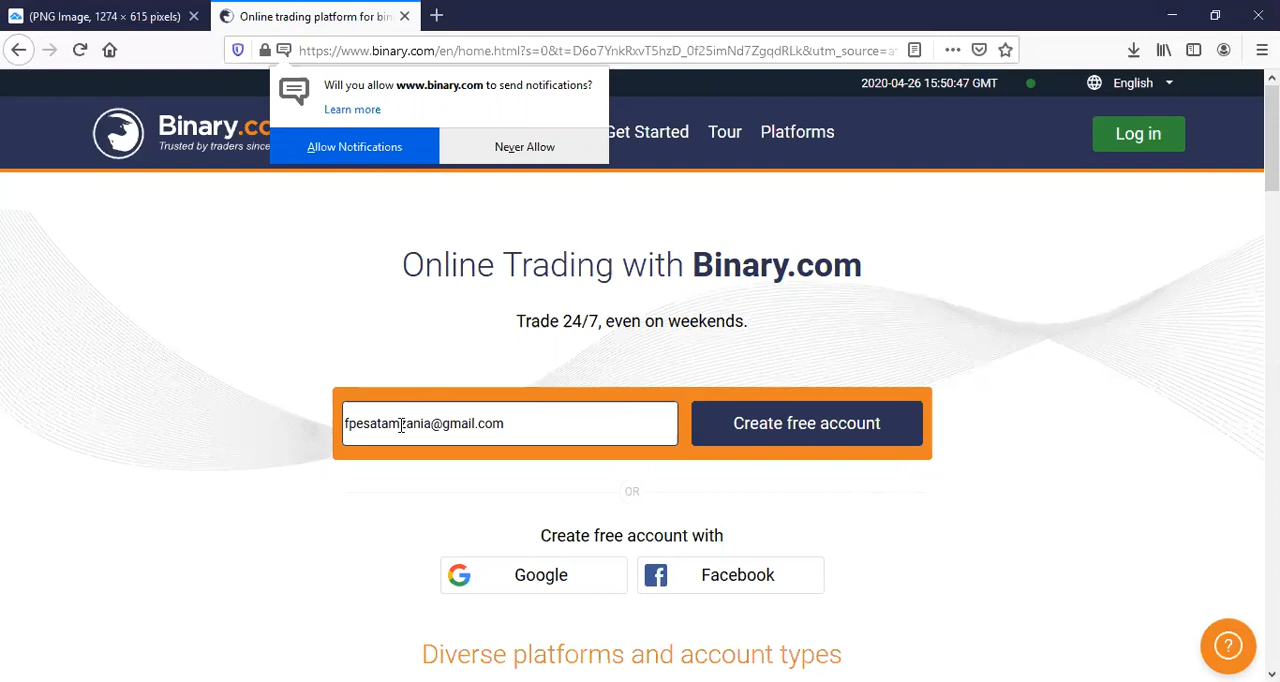 (PNG Image, 1274 × 615 pixels)
Online trading platform for bin
https://www.binary.com/en/home.html?s=0&t=D6o7YnkRxvT5hzD_0f25imNd7ZgqdRLk&utm_source=a
Will you allow www.binary.com to send notifications?
Learn more
Allow Notifications
Never Allow
2020-04-26 15:50:47 GMT
English
Binary.co
Trusted by traders since
Get Started
Tour
Platforms
Log in
Online Trading with Binary.com
Trade 24/7, even on weekends.
fpesatamzania@gmail.com
Create free account
OR
Create free account with
Google
Facebook
Diverse platforms and account types
?